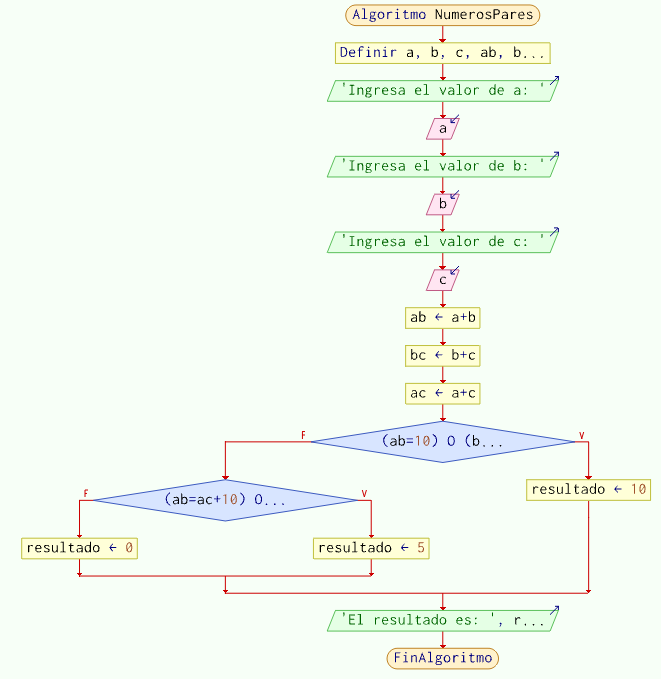 Algoritmo NumerosPares
Definir a, b, c, ab, b...
'Ingresa el valor de a: '
a
'Ingresa el valor de b: '
b
'Ingresa el valor de c: '
c
ab ← a+b
bc ← b+c
ac ← a+c
(ab=10) O (b...
F
V
(ab=ac+10) O...
F
V
resultado ← 10
resultado ← 0
resultado ← 5
'El resultado es: ', r...
FinAlgoritmo